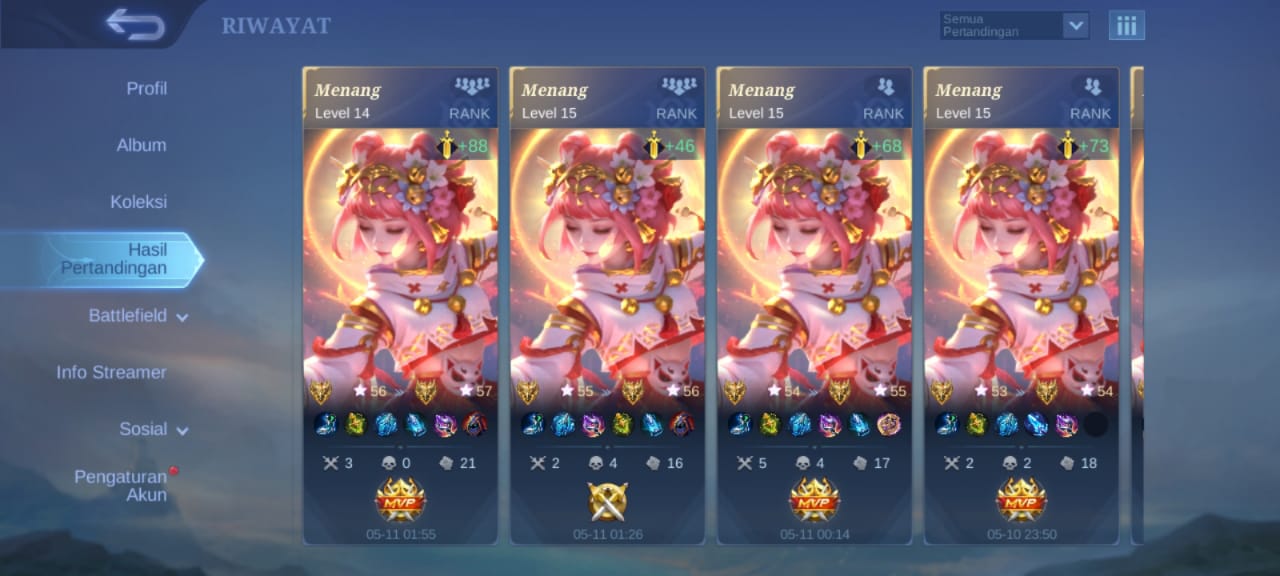 RIWAYAT
Semua
Pertandingan
Profil
Album
Koleksi
Hasil
Pertandingan
Battlefield
Info Streamer
Sosial
Pengaturan
Akun
Menang
Level 14 RANK
+88
56 57
3 0 21
MVP
05-11 01:55
Menang
Level 15 RANK
+46
55 56
2 4 16
05-11 01:26
Menang
Level 15 RANK
+68
54 55
5 4 17
MVP
05-11 00:14
Menang
Level 15 RANK
+73
53 54
2 2 18
MVP
05-10 23:50